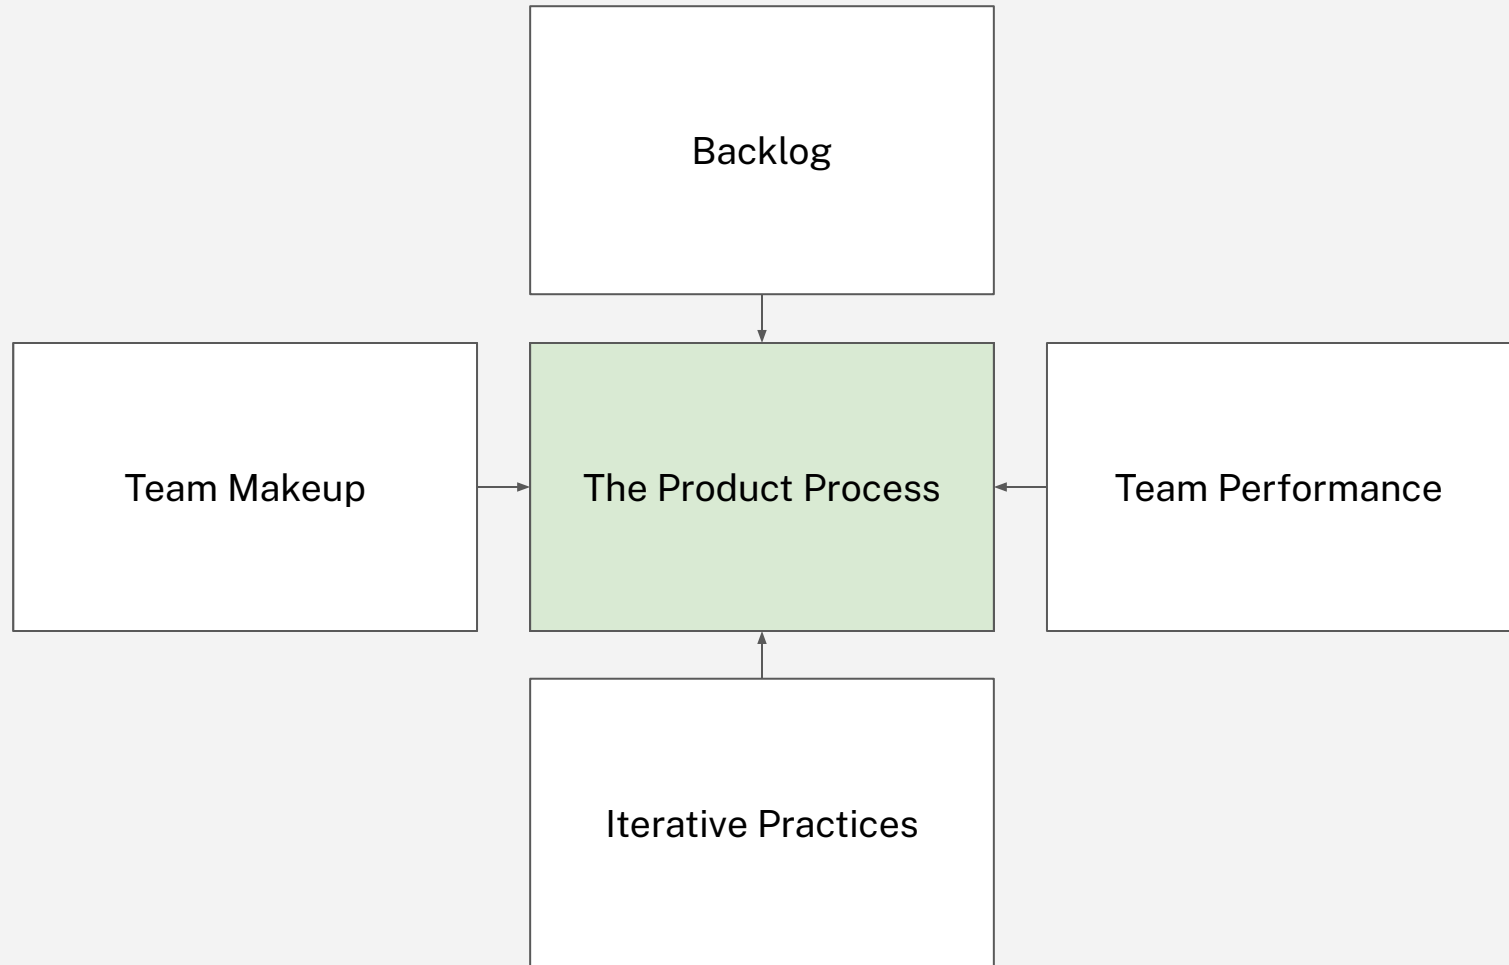 Backlog
Team Makeup
The Product Process
Team Performance
Iterative Practices